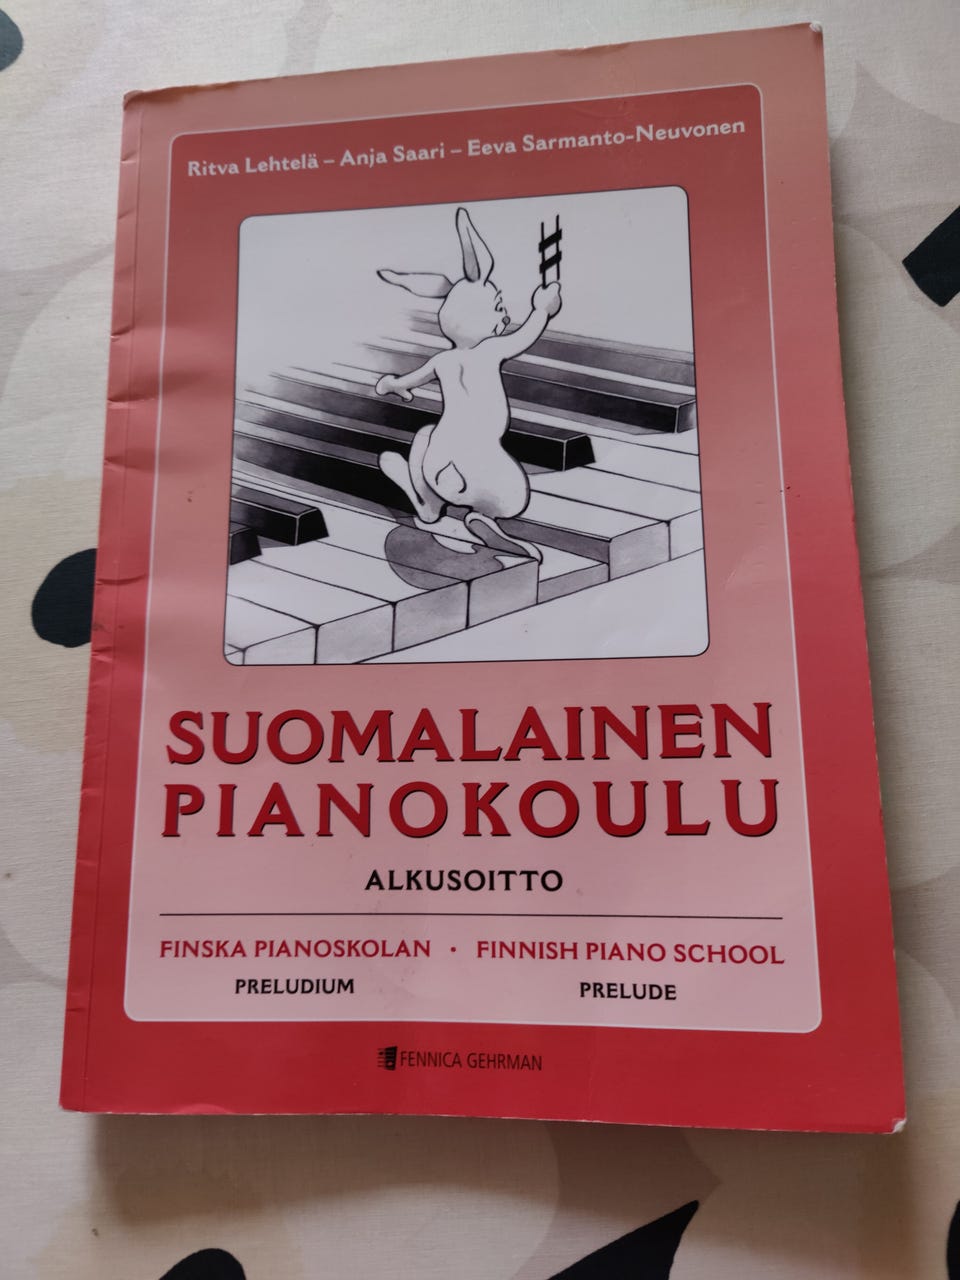 Ritva Lehtelä – Anja Saari – Eeva Sarmanto-Neuvonen
SUOMALAINEN
PIANOKOULU
ALKUSOITTO
FINSKA PIANOSKOLAN • FINNISH PIANO SCHOOL
PRELUDIUM PRELUDE
FENNICA GEHRMAN